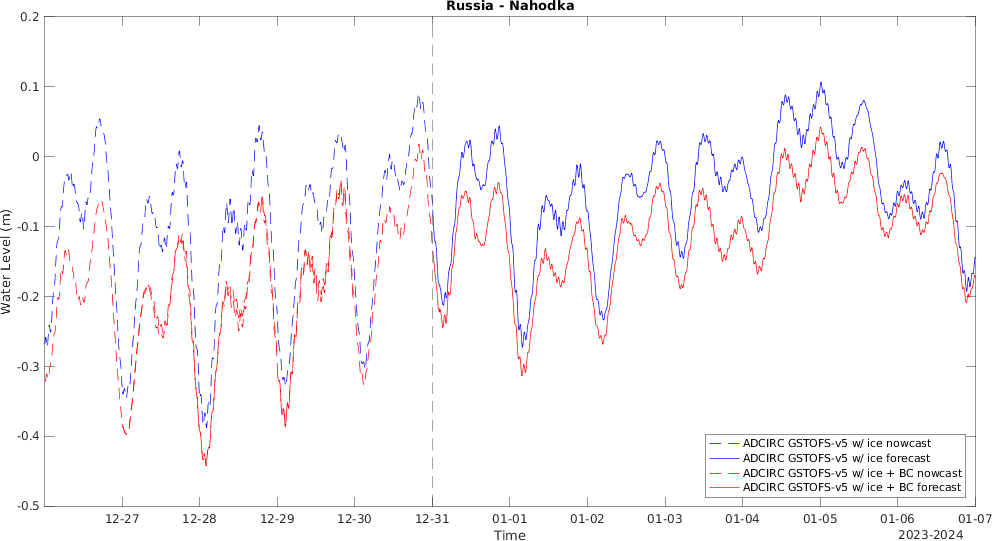 Russia - Nahodka
Water Level (m)
0.2
0.1
0
-0.1
-0.2
-0.3
-0.4
-0.5
ADCIRC GSTOFS-v5 w/ ice nowcast
ADCIRC GSTOFS-v5 w/ ice forecast
ADCIRC GSTOFS-v5 w/ ice + BC nowcast
ADCIRC GSTOFS-v5 w/ ice + BC forecast
12-27 12-28 12-29 12-30 12-31 01-01 01-02 01-03 01-04 01-05 01-06 01-07
Time
2023-2024